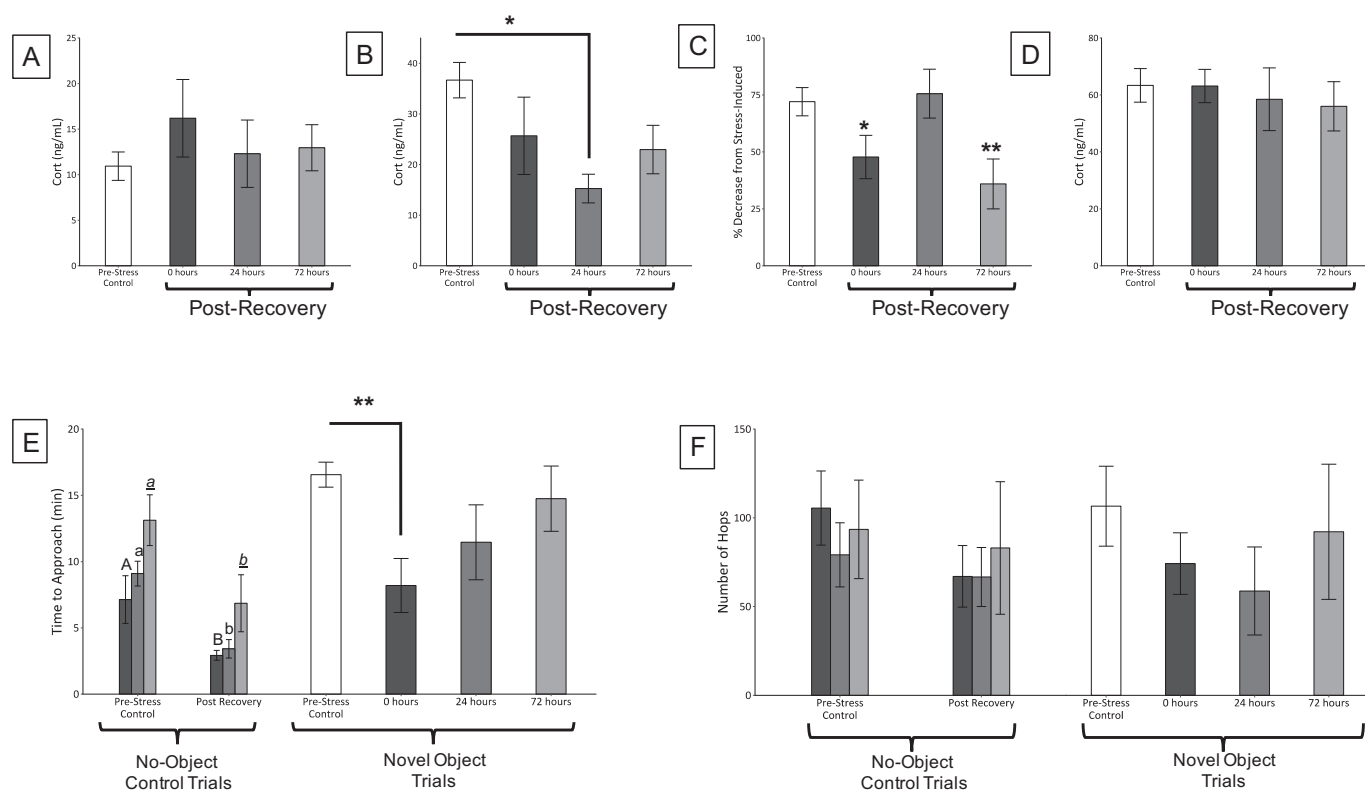 A
Cort (ng/mL)
25
20
15
10
5
0
Pre-Stress
Control
0 hours
24 hours
72 hours
Post-Recovery
B
*
Cort (ng/mL)
40
30
20
10
0
Pre-Stress
Control
0 hours
24 hours
72 hours
Post-Recovery
C
% Decrease from Stress-Induced
100
75
50
25
0
*
**
Pre-Stress
Control
0 hours
24 hours
72 hours
Post-Recovery
D
Cort (ng/mL)
80
60
40
20
0
Pre-Stress
Control
0 hours
24 hours
72 hours
Post-Recovery
E
Time to Approach (min)
20
15
10
5
0
A
a
a
B
b
b
**
Pre-Stress
Control
Post Recovery
Pre-Stress
Control
0 hours
24 hours
72 hours
No-Object
Control Trials
Novel Object
Trials
F
Number of Hops
150
100
50
0
Pre-Stress
Control
Post Recovery
Pre-Stress
Control
0 hours
24 hours
72 hours
No-Object
Control Trials
Novel Object
Trials